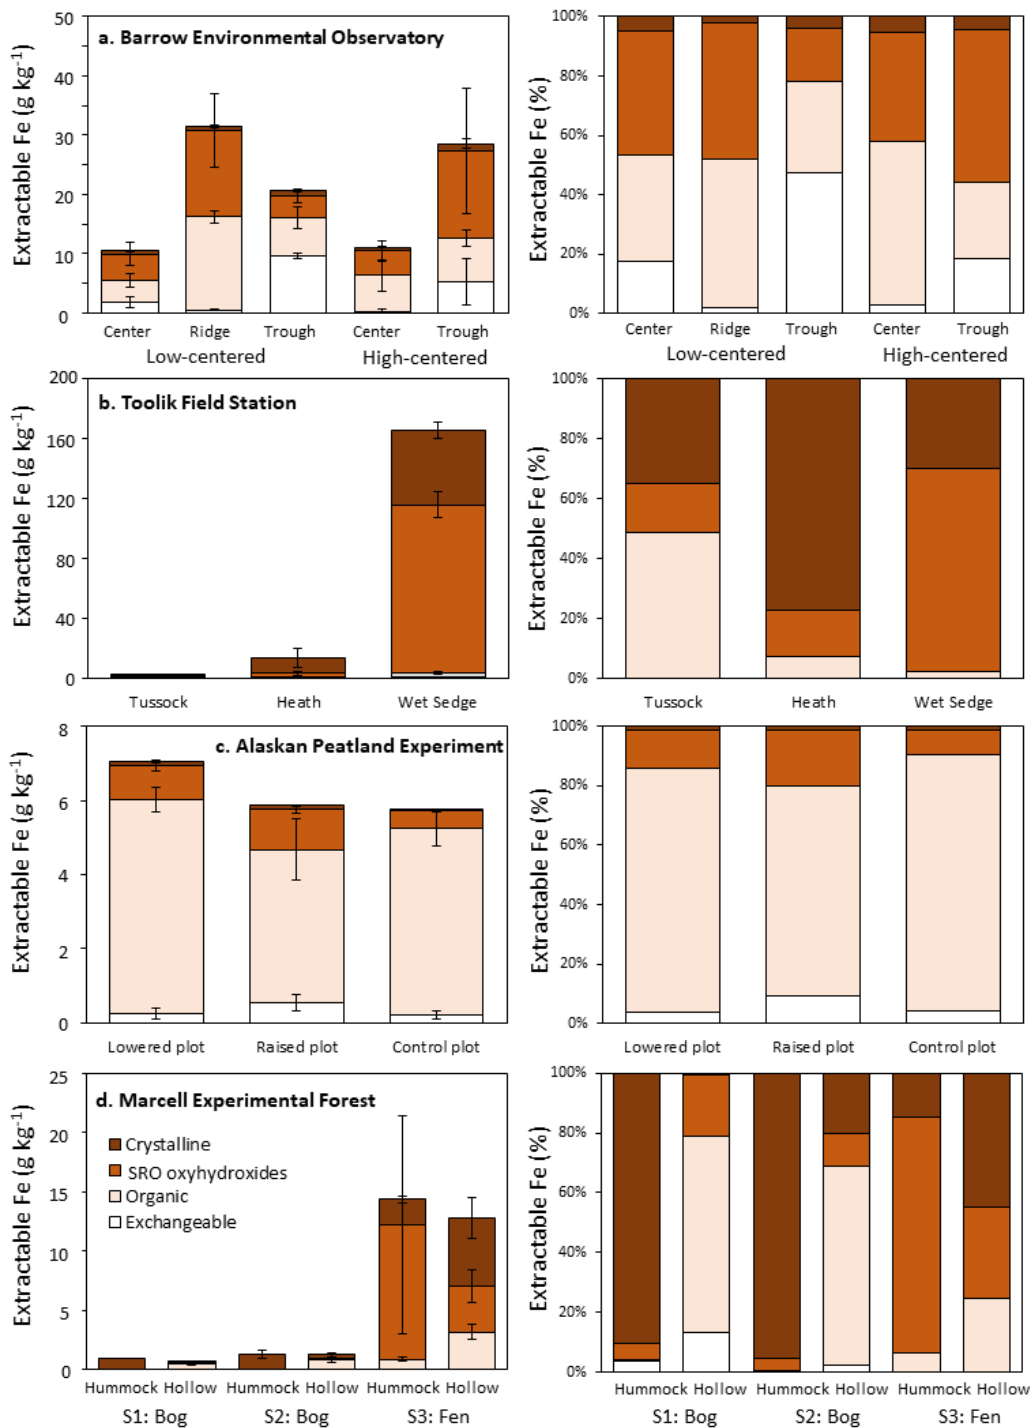 a. Barrow Environmental Observatory
Extractable Fe (g kg⁻¹)
50
40
30
20
10
0
Center Ridge Trough Center Trough
Low-centered High-centered
Extractable Fe (%)
100%
80%
60%
40%
20%
0%
Center Ridge Trough Center Trough
Low-centered High-centered
b. Toolik Field Station
Extractable Fe (g kg⁻¹)
200
160
120
80
40
0
Tussock Heath Wet Sedge
Extractable Fe (%)
100%
80%
60%
40%
20%
0%
Tussock Heath Wet Sedge
c. Alaskan Peatland Experiment
Extractable Fe (g kg⁻¹)
8
6
4
2
0
Lowered plot Raised plot Control plot
Extractable Fe (%)
100%
80%
60%
40%
20%
0%
Lowered plot Raised plot Control plot
d. Marcell Experimental Forest
Extractable Fe (g kg⁻¹)
25
20
15
10
5
0
Crystalline
SRO oxyhydroxides
Organic
Exchangeable
Hummock Hollow Hummock Hollow Hummock Hollow
S1: Bog S2: Bog S3: Fen
Extractable Fe (%)
100%
80%
60%
40%
20%
0%
Hummock Hollow Hummock Hollow Hummock Hollow
S1: Bog S2: Bog S3: Fen